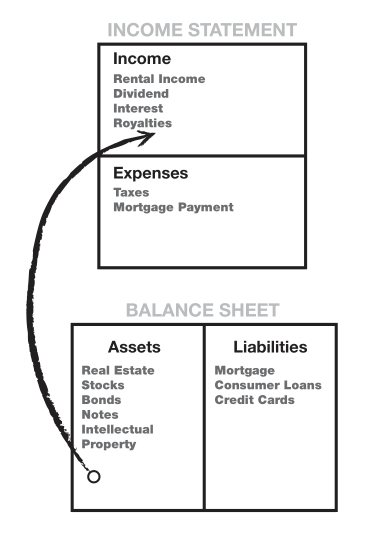 INCOME STATEMENT
Income
Rental Income
Dividend
Interest
Royalties
Expenses
Taxes
Mortgage Payment
BALANCE SHEET
Assets
Real Estate
Stocks
Bonds
Notes
Intellectual
Property
Liabilities
Mortgage
Consumer Loans
Credit Cards